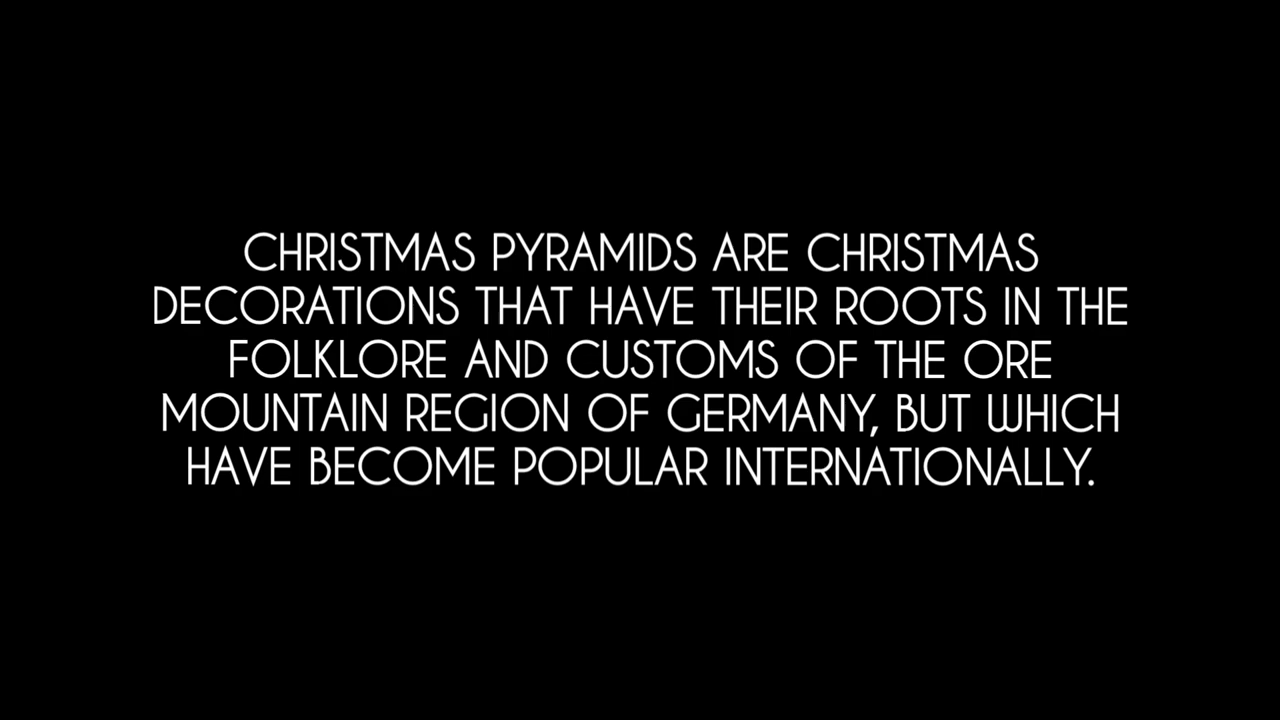 CHRISTMAS PYRAMIDS ARE CHRISTMAS
DECORATIONS THAT HAVE THEIR ROOTS IN THE
FOLKLORE AND CUSTOMS OF THE ORE
MOUNTAIN REGION OF GERMANY, BUT WHICH
HAVE BECOME POPULAR INTERNATIONALLY.